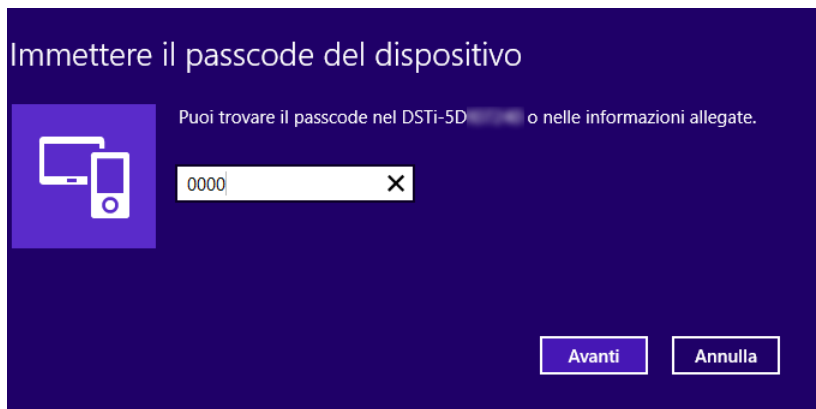 Immettere il passcode del dispositivo
Puoi trovare il passcode nel DSTi-5D o nelle informazioni allegate.
0000
Avanti
Annulla